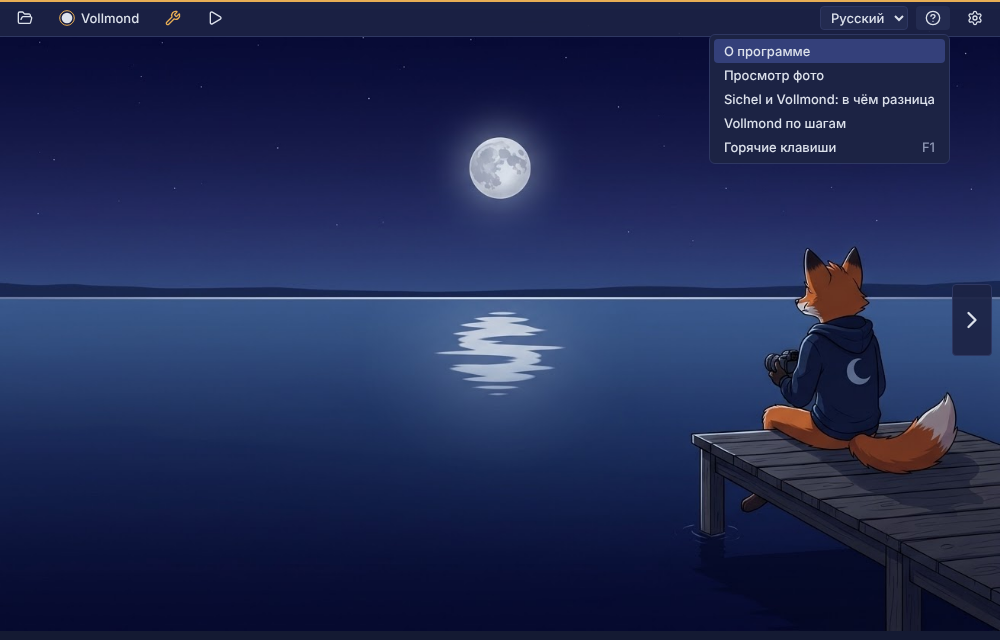 Vollmond
Русский
О программе
Просмотр фото
Sichel и Vollmond: в чём разница
Vollmond по шагам
Горячие клавиши F1